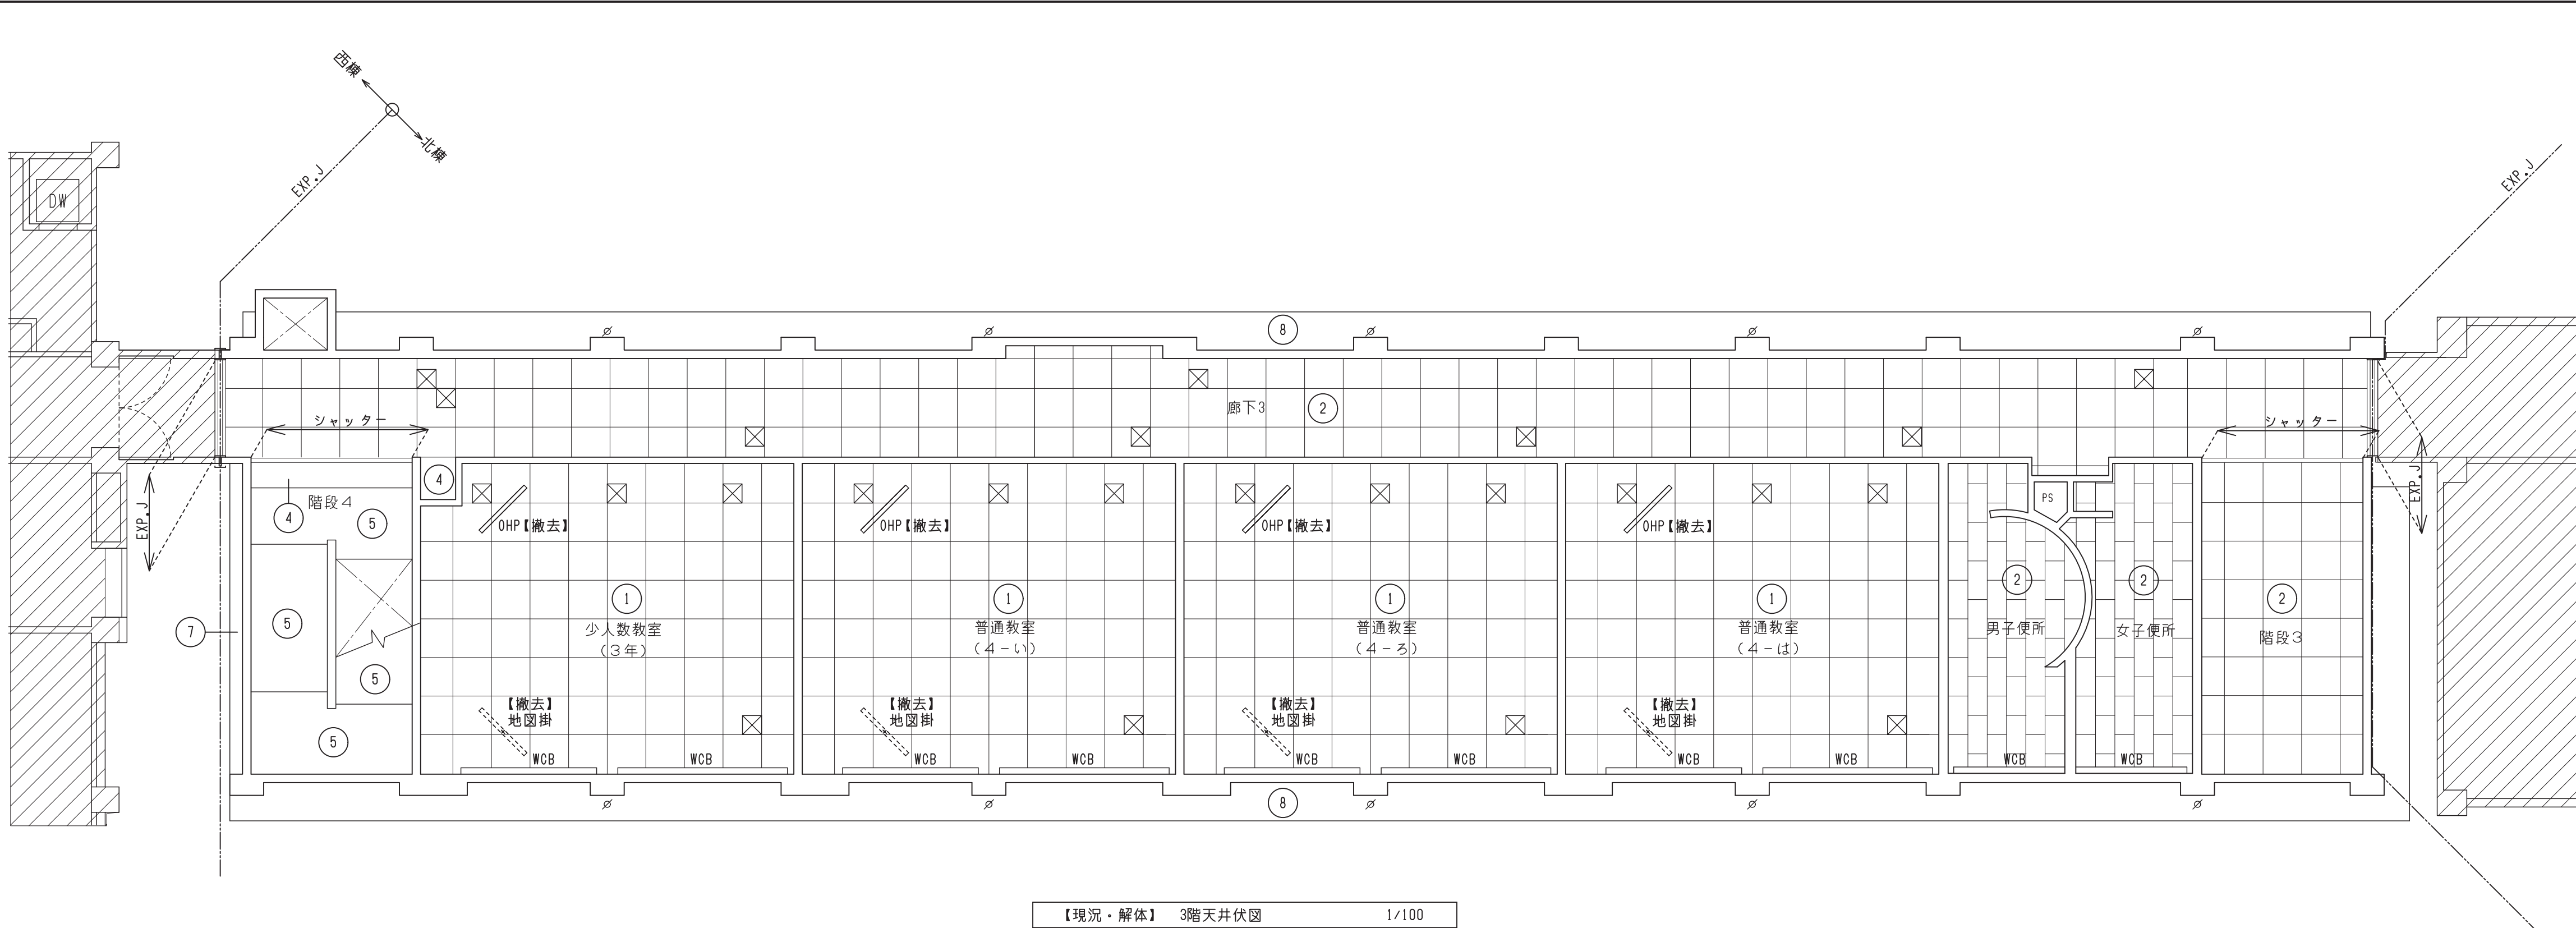 西棟
北棟
EXP.J
EXP.J
DW
8
廊下3
2
シャッター
シャッター
EXP.J
EXP.J
階段4
4
4
5
5
5
5
7
OHP【撤去】
OHP【撤去】
OHP【撤去】
OHP【撤去】
1
少人数教室
(3年)
1
普通教室
(4-い)
1
普通教室
(4-ろ)
1
普通教室
(4-は)
PS
2
男子便所
2
女子便所
2
階段3
【撤去】
地図掛
【撤去】
地図掛
【撤去】
地図掛
【撤去】
地図掛
WCB
WCB
WCB
WCB
WCB
WCB
WCB
WCB
WCB
WCB
8
【現況・解体】 3階天井伏図 1/100